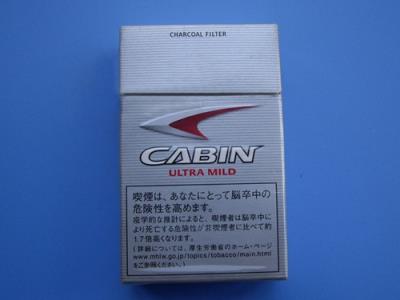 CHARCOAL FILTER
CABIN
ULTRA MILD
喫煙は、あなたにとって脳卒中の
危険性を高めます。
疫学的な推計によると、喫煙者は脳卒中に
より死亡する危険性が非喫煙者に比べて約
1.7倍高くなります。
(詳細については、厚生労働省のホーム・ページ
www.mhlw.go.jp/topics/tobacco/main.html
をご参照ください。)